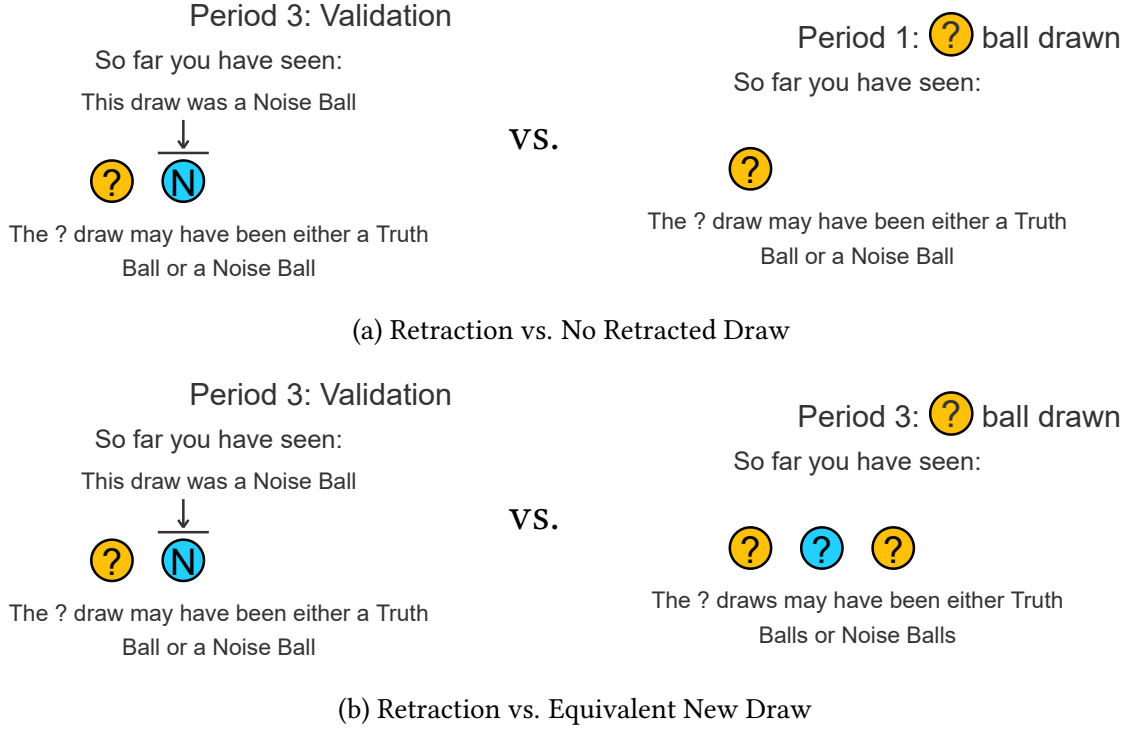 Period 3: Validation
So far you have seen:
This draw was a Noise Ball
? N
The ? draw may have been either a Truth
Ball or a Noise Ball
vs.
Period 1: ? ball drawn
So far you have seen:
?
The ? draw may have been either a Truth
Ball or a Noise Ball
(a) Retraction vs. No Retracted Draw
Period 3: Validation
So far you have seen:
This draw was a Noise Ball
? N
The ? draw may have been either a Truth
Ball or a Noise Ball
vs.
Period 3: ? ball drawn
So far you have seen:
? ? ?
The ? draws may have been either Truth
Balls or Noise Balls
(b) Retraction vs. Equivalent New Draw